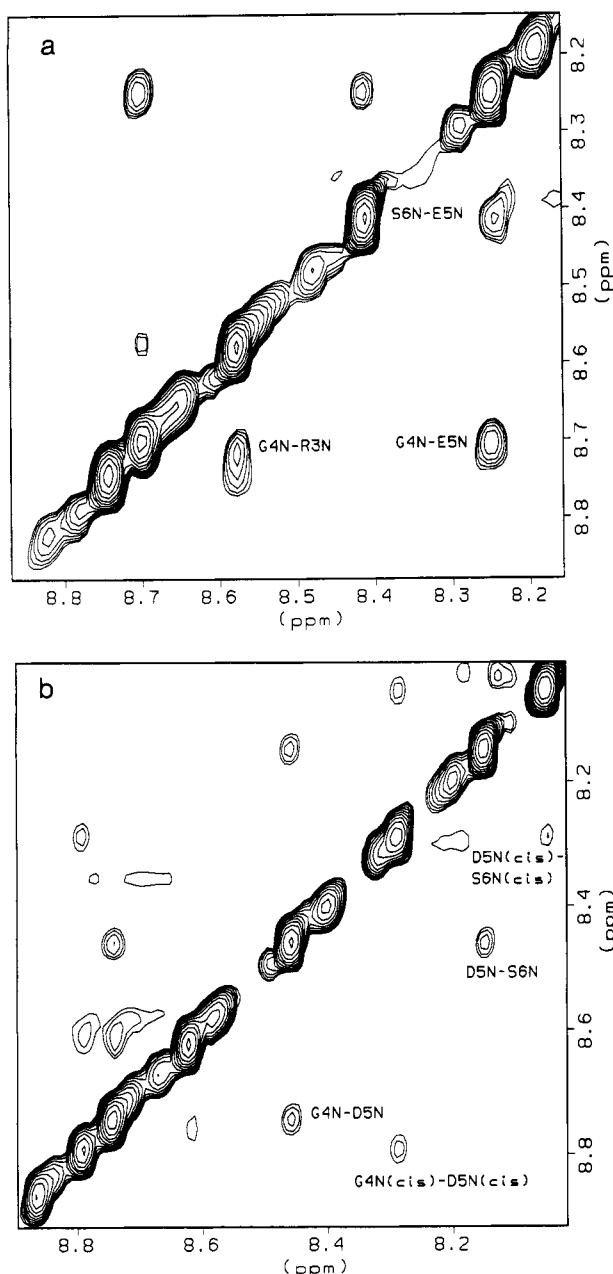 a
8.2
8.3
S6N-E5N
8.4
(ppm)
8.5
8.6
G4N-R3N
G4N-E5N
8.7
8.8
8.8 8.7 8.6 8.5 8.4 8.3 8.2
(ppm)
b
8.2
D5N(cis)-
S6N(cis)
8.4
(ppm)
D5N-S6N
8.6
G4N-D5N
8.8
G4N(cis)-D5N(cis)
8.8 8.6 8.4 8.2
(ppm)